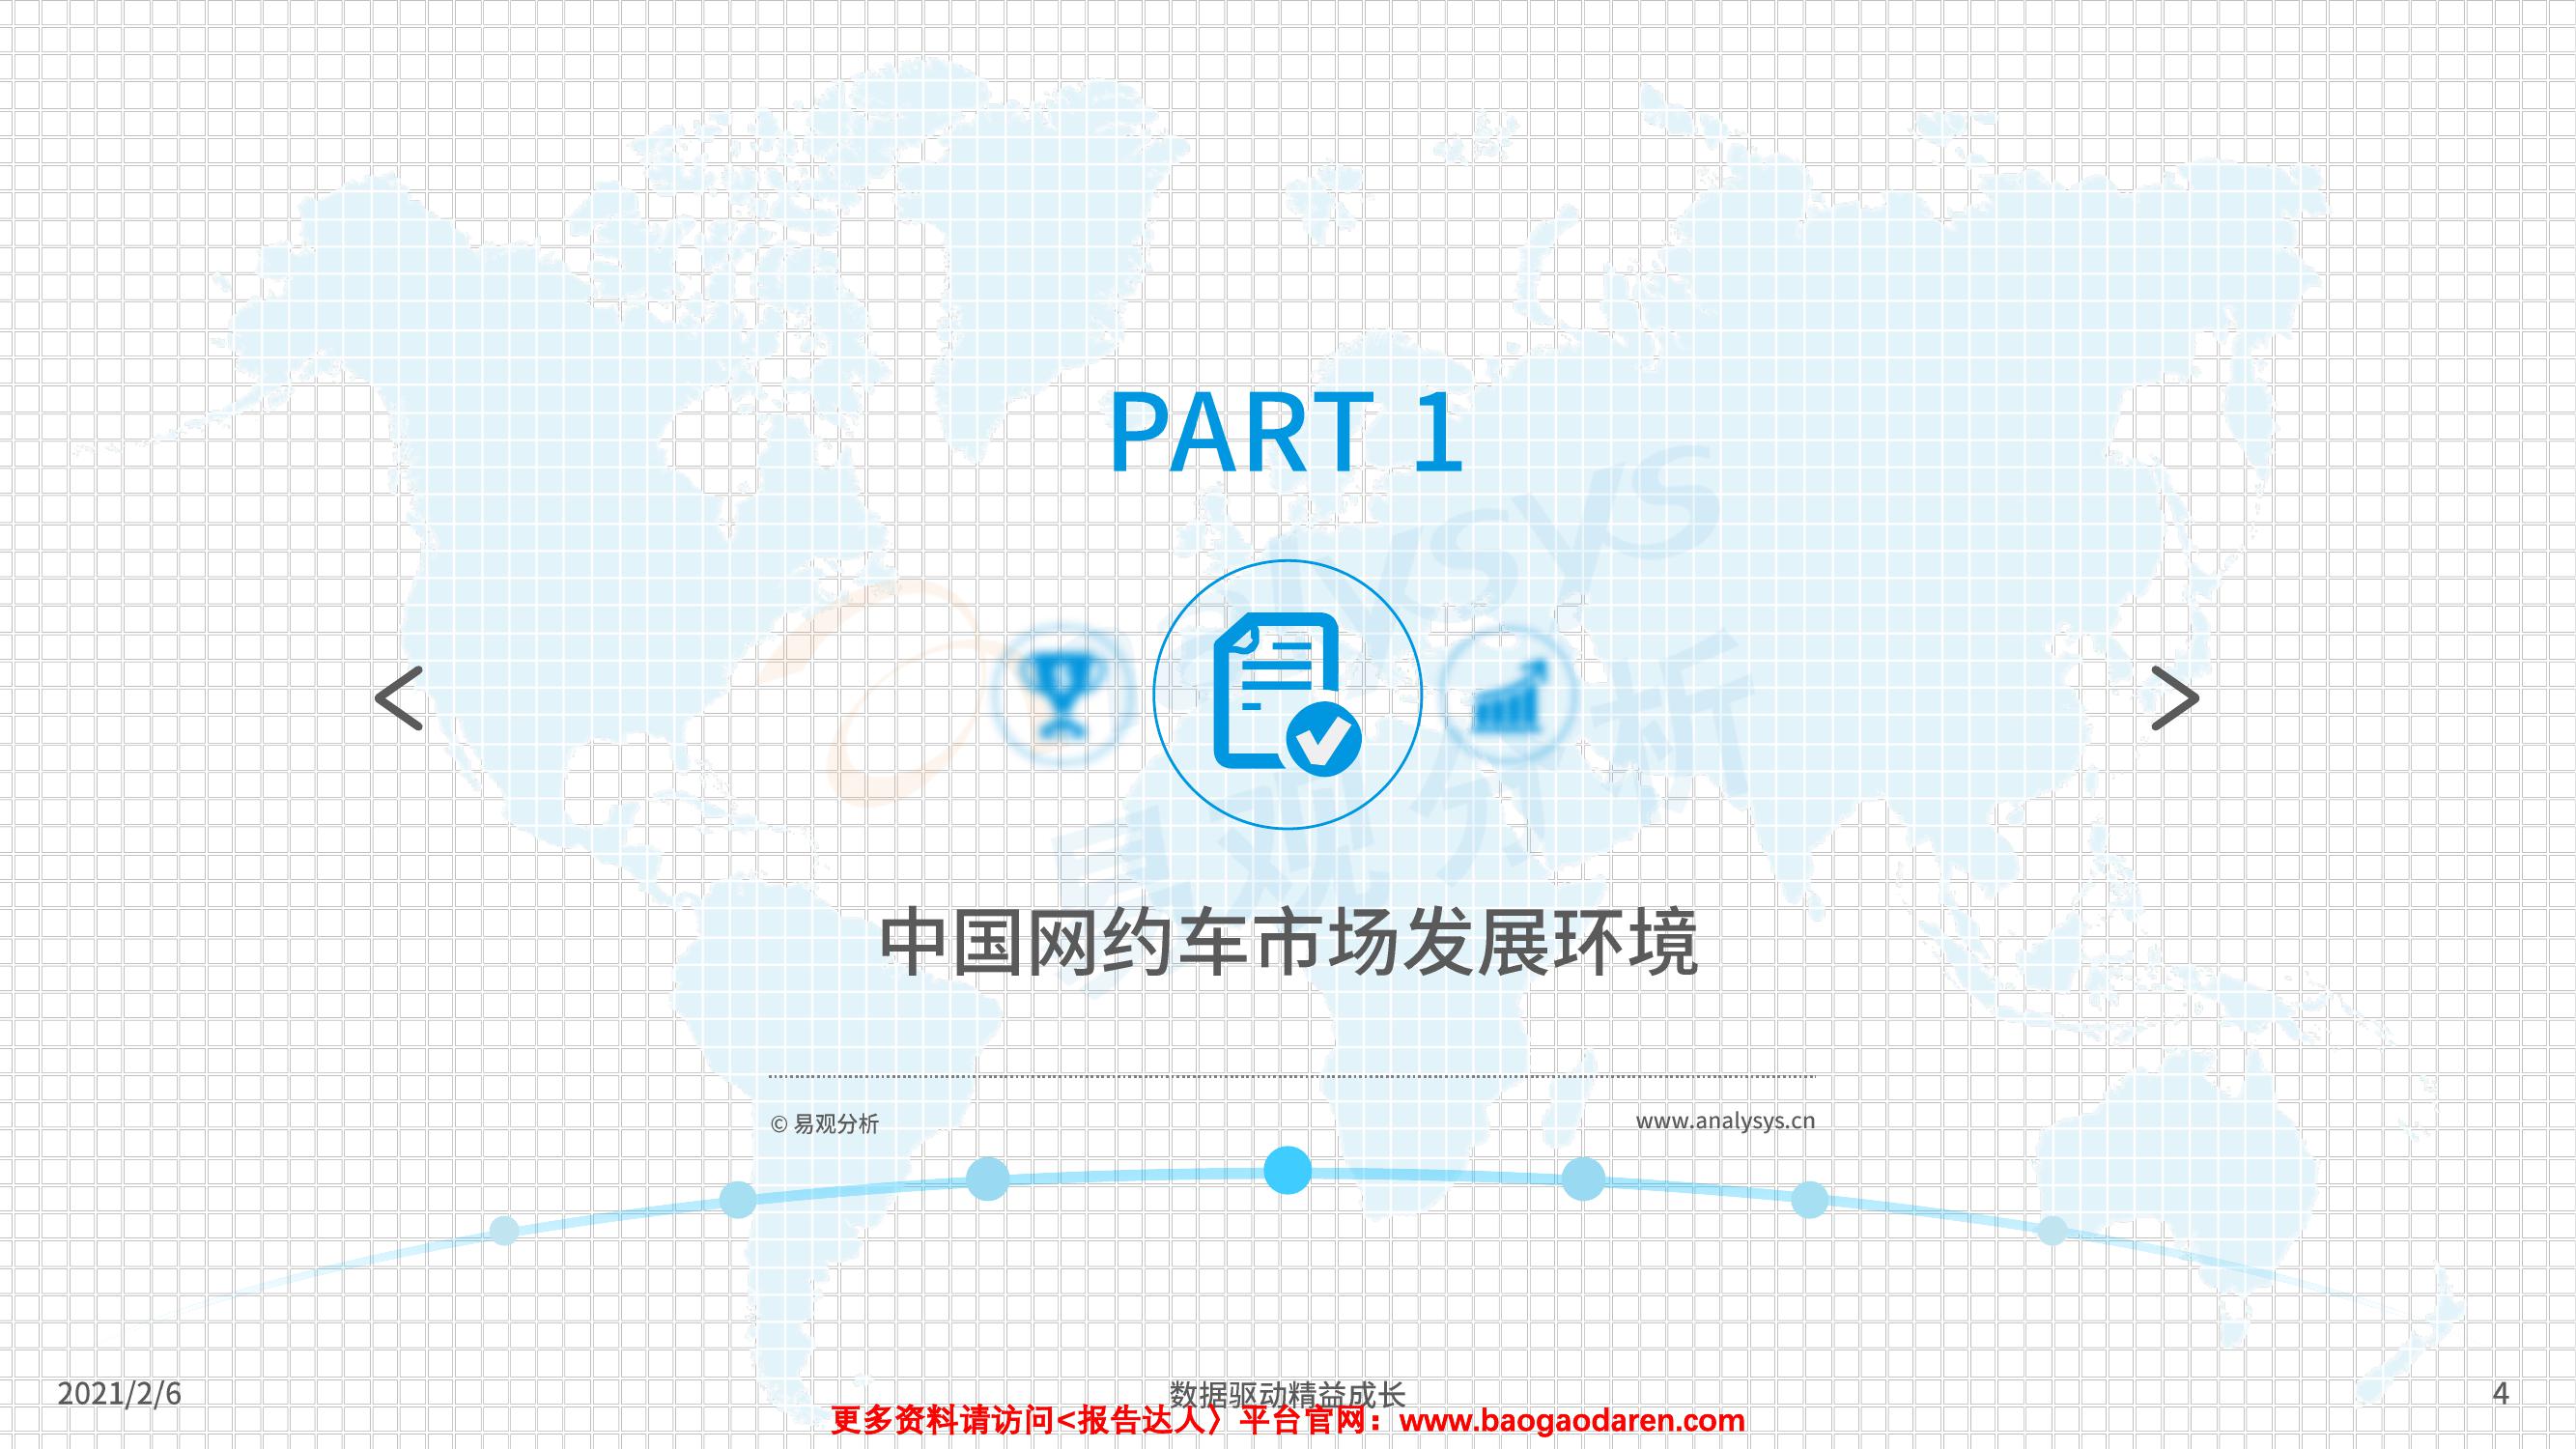 PART 1
中国网约车市场发展环境
© 易观分析
www.analysys.cn
2021/2/6
数据驱动精益成长
4
更多资料请访问<报告达人〉平台官网：www.baogaodaren.com